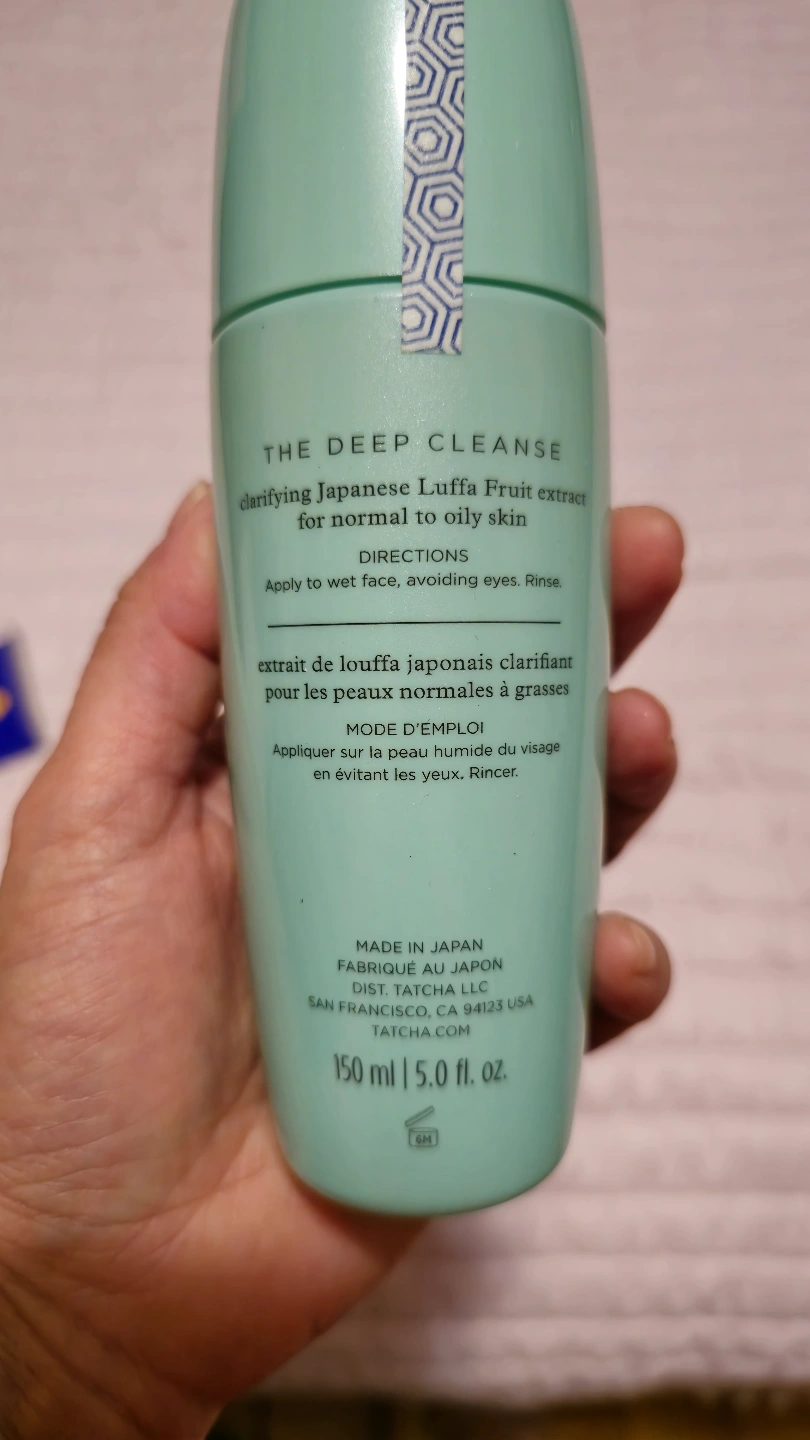 THE DEEP CLEANSE
clarifying Japanese Luffa Fruit extract
for normal to oily skin
DIRECTIONS
Apply to wet face, avoiding eyes. Rinse.
extrait de louffa japonais clarifiant
pour les peaux normales à grasses
MODE D'EMPLOI
Appliquer sur la peau humide du visage
en évitant les yeux. Rincer.
MADE IN JAPAN
FABRIQUÉ AU JAPON
DIST. TATCHA LLC
SAN FRANCISCO, CA 94123 USA
TATCHA.COM
150 ml | 5.0 fl. oz.
6M